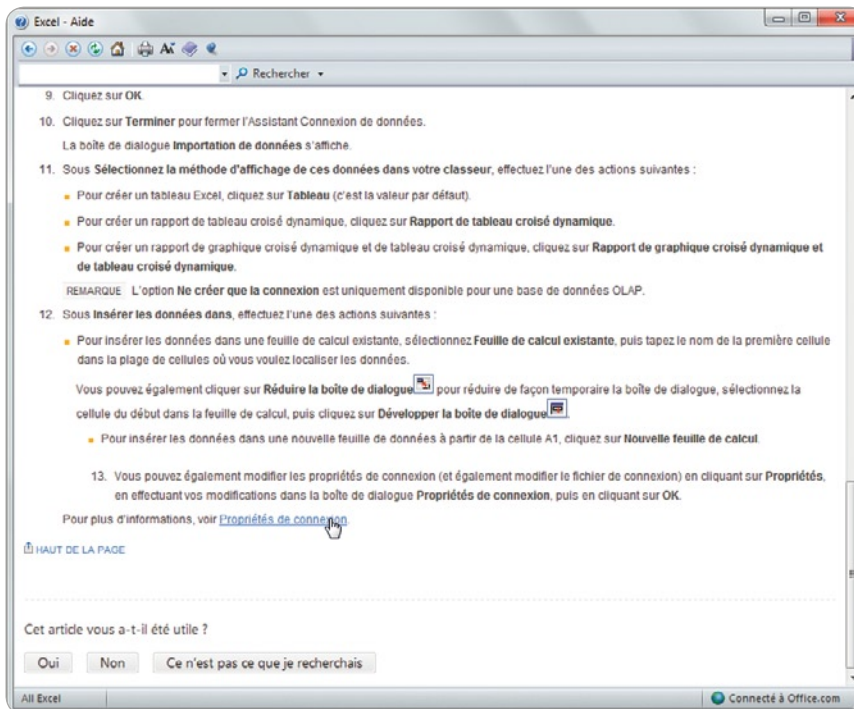 Excel - Aide
Rechercher
9. Cliquez sur OK.
10. Cliquez sur Terminer pour fermer l'Assistant Connexion de données.
La boîte de dialogue Importation de données s'affiche.
11. Sous Sélectionnez la méthode d'affichage de ces données dans votre classeur, effectuez l'une des actions suivantes :
Pour créer un tableau Excel, cliquez sur Tableau (c'est la valeur par défaut).
Pour créer un rapport de tableau croisé dynamique, cliquez sur Rapport de tableau croisé dynamique.
Pour créer un rapport de graphique croisé dynamique et de tableau croisé dynamique, cliquez sur Rapport de graphique croisé dynamique et
de tableau croisé dynamique.
REMARQUE L'option Ne créer que la connexion est uniquement disponible pour une base de données OLAP.
12. Sous Insérer les données dans, effectuez l'une des actions suivantes :
Pour insérer les données dans une feuille de calcul existante, sélectionnez Feuille de calcul existante, puis tapez le nom de la première cellule
dans la plage de cellules où vous voulez localiser les données.
Vous pouvez également cliquer sur Réduire la boîte de dialogue pour réduire de façon temporaire la boîte de dialogue, sélectionnez la
cellule du début dans la feuille de calcul, puis cliquez sur Développer la boîte de dialogue.
Pour insérer les données dans une nouvelle feuille de données à partir de la cellule A1, cliquez sur Nouvelle feuille de calcul.
13. Vous pouvez également modifier les propriétés de connexion (et également modifier le fichier de connexion) en cliquant sur Propriétés,
en effectuant vos modifications dans la boîte de dialogue Propriétés de connexion, puis en cliquant sur OK.
Pour plus d'informations, voir Propriétés de connexion.
HAUT DE LA PAGE
Cet article vous a-t-il été utile ?
Oui Non Ce n'est pas ce que je recherchais
All Excel Connecté à Office.com